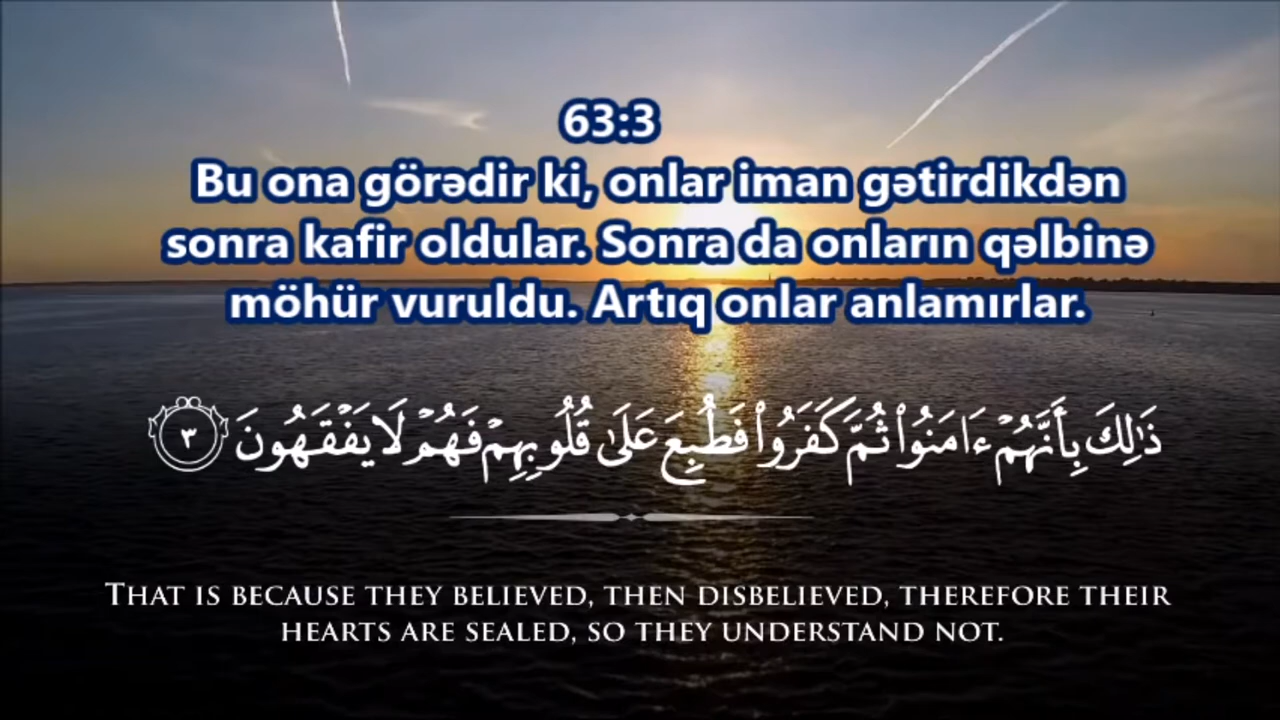 63:3
Bu ona görədir ki, onlar iman gətirdikdən
sonra kafir oldular. Sonra da onların qəlbinə
möhür vuruldu. Artıq onlar anlamırlar.
ذَٰلِكَ بِأَنَّهُمْ ءَامَنُوا۟ ثُمَّ كَفَرُوا۟ فَطُبِعَ عَلَىٰ قُلُوبِهِمْ فَهُمْ لَا يَفْقَهُونَ ٣
THAT IS BECAUSE THEY BELIEVED, THEN DISBELIEVED, THEREFORE THEIR
HEARTS ARE SEALED, SO THEY UNDERSTAND NOT.